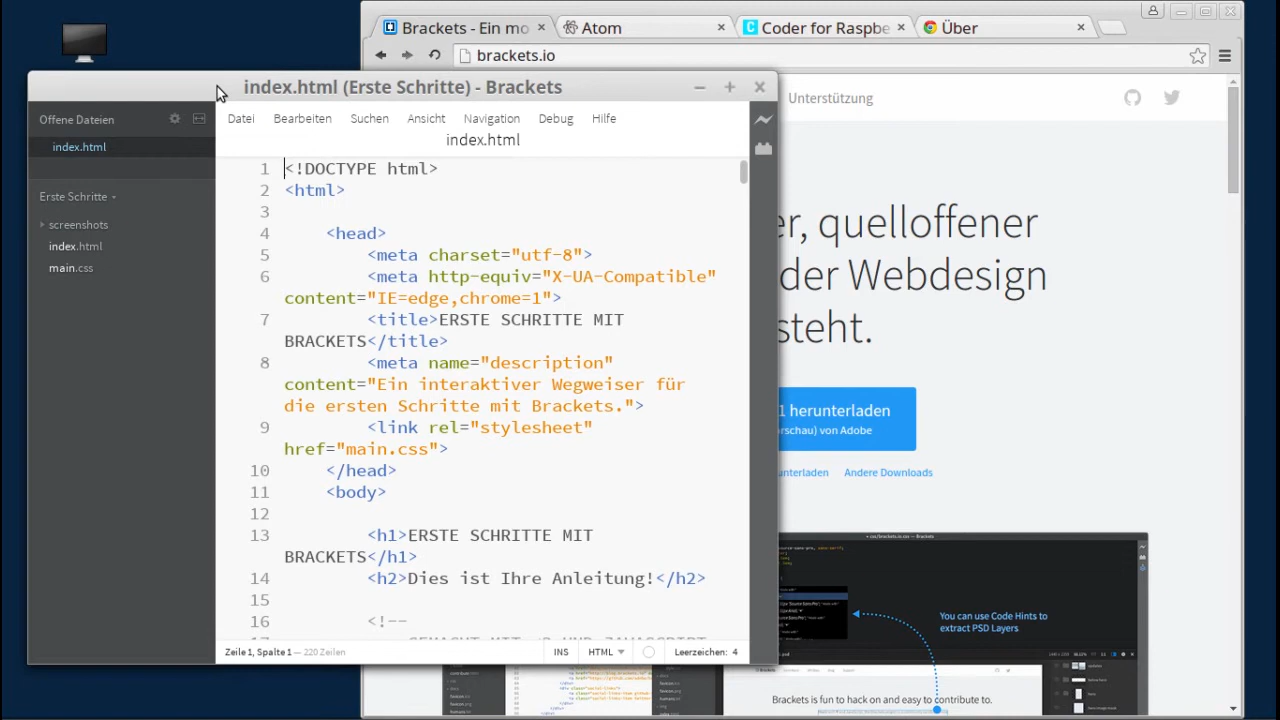 Brackets - Ein mo
Atom
Coder for Raspbe
Über
brackets.io
index.html (Erste Schritte) - Brackets
Unterstützung
Offene Dateien
index.html
Erste Schritte
screenshots
index.html
main.css
Datei Bearbeiten Suchen Ansicht Navigation Debug Hilfe
index.html
1 <!DOCTYPE html>
2 <html>
3
4 <head>
5 <meta charset="utf-8">
6 <meta http-equiv="X-UA-Compatible"
content="IE=edge,chrome=1">
7 <title>ERSTE SCHRITTE MIT
BRACKETS</title>
8 <meta name="description"
content="Ein interaktiver Wegweiser für
die ersten Schritte mit Brackets.">
9 <link rel="stylesheet"
href="main.css">
10 </head>
11 <body>
12
13 <h1>ERSTE SCHRITTE MIT
BRACKETS</h1>
14 <h2>Dies ist Ihre Anleitung!</h2>
15
16 <!--
Zeile 1, Spalte 1 — 220 Zeilen
INS HTML Leerzeichen: 4
er, quelloffener
der Webdesign
steht.
1 herunterladen
orschau) von Adobe
unterladen Andere Downloads
You can use Code Hints to
extract PSD Layers
Brackets is fun to hack on and easy to contribute to.